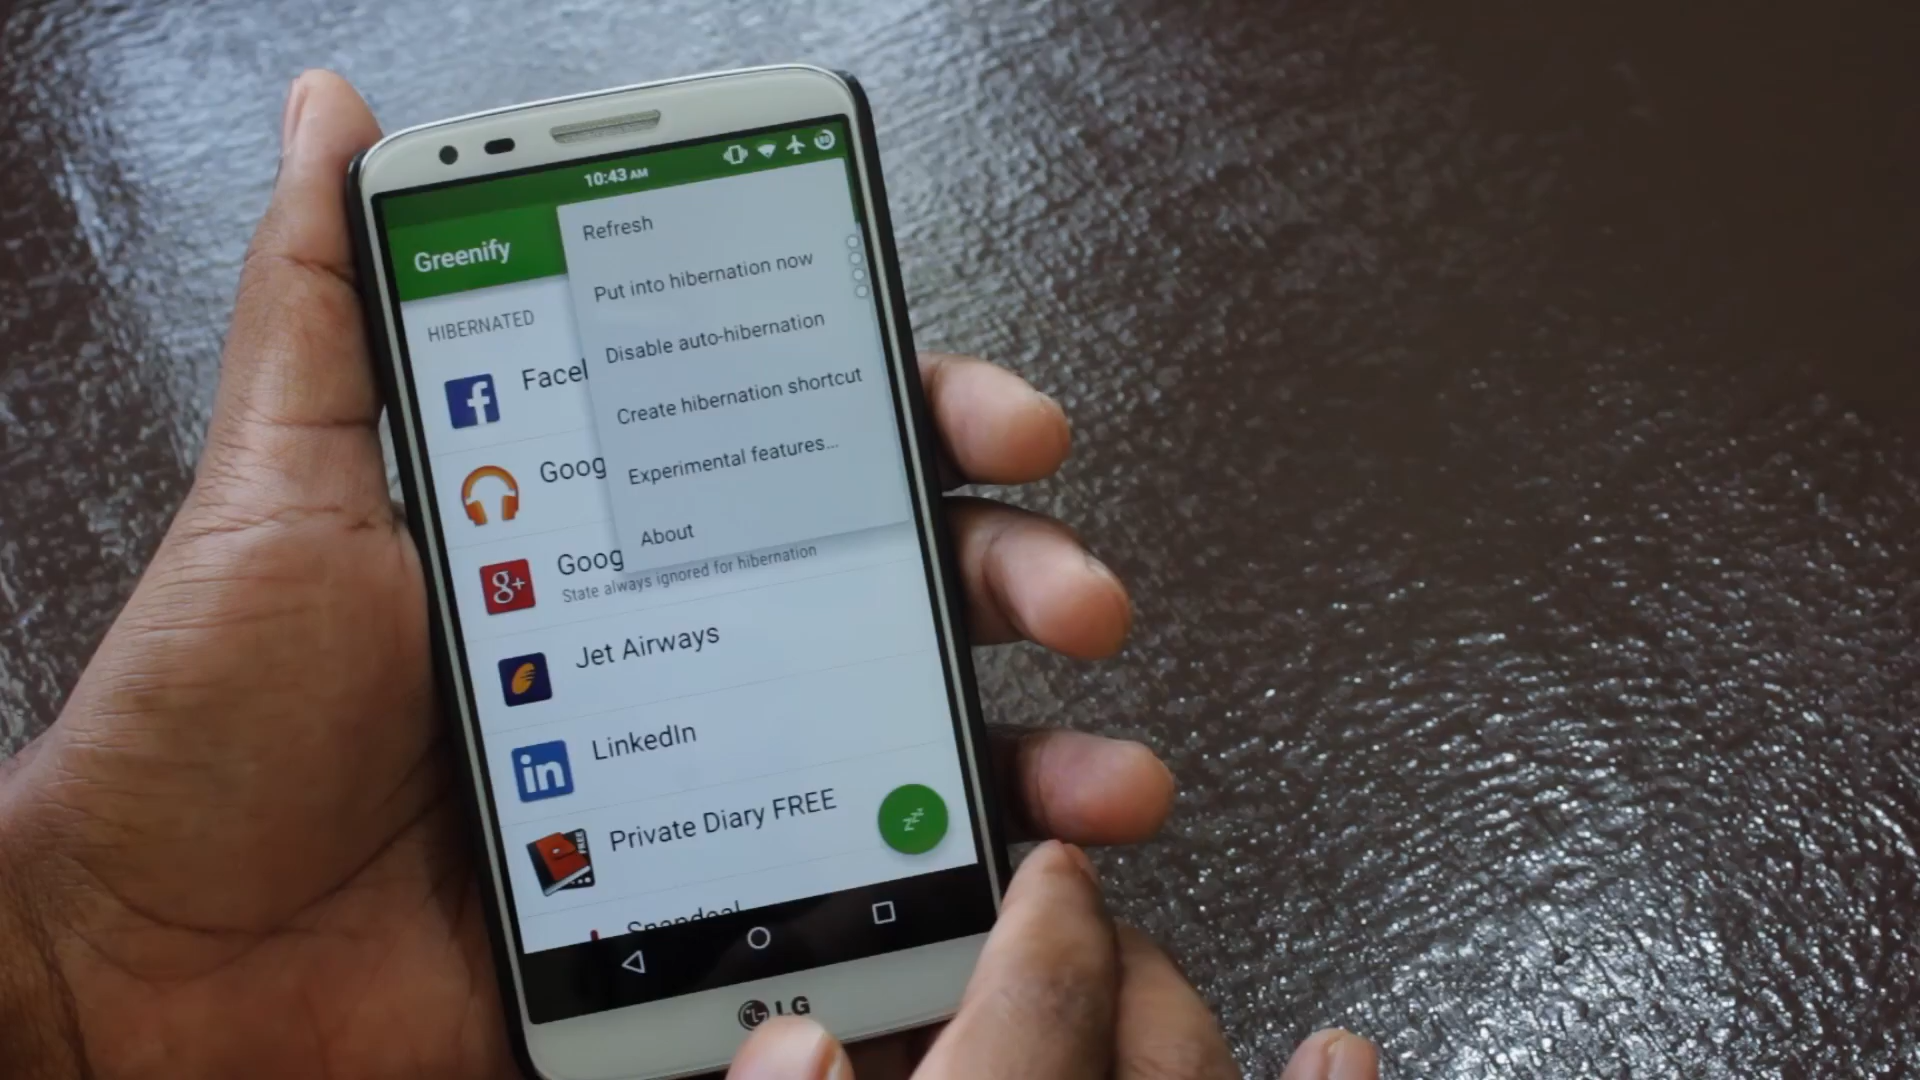 10:43 AM
Greenify
Refresh
Put into hibernation now
Disable auto-hibernation
Create hibernation shortcut
Experimental features...
About
HIBERNATED
Facel
Goog
Goog
State always ignored for hibernation
Jet Airways
LinkedIn
Private Diary FREE
Snapdeal
LG